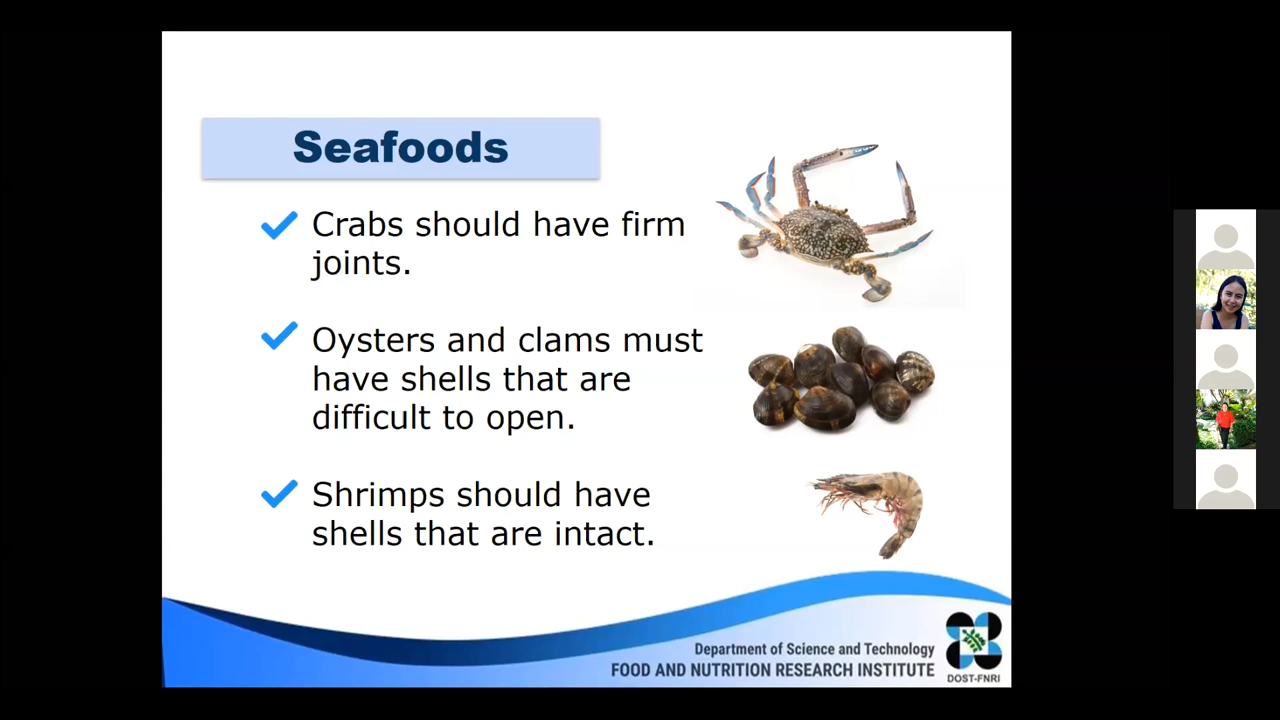 Seafoods
Crabs should have firm
joints.
Oysters and clams must
have shells that are
difficult to open.
Shrimps should have
shells that are intact.
Department of Science and Technology
FOOD AND NUTRITION RESEARCH INSTITUTE
DOST-FNRI